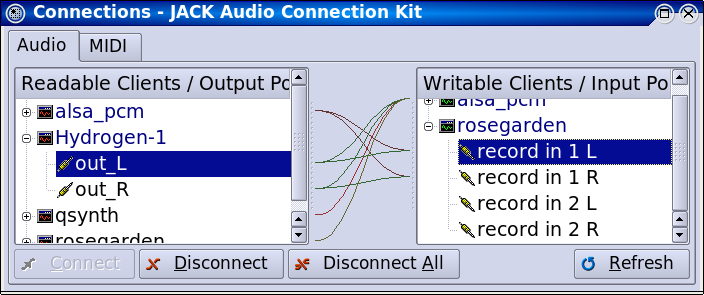 Connections - JACK Audio Connection Kit
Audio MIDI
Readable Clients / Output Po
alsa_pcm
Hydrogen-1
out_L
out_R
qsynth
rosegarden
Writable Clients / Input Po
alsa_pcm
rosegarden
record in 1 L
record in 1 R
record in 2 L
record in 2 R
Connect Disconnect Disconnect All Refresh